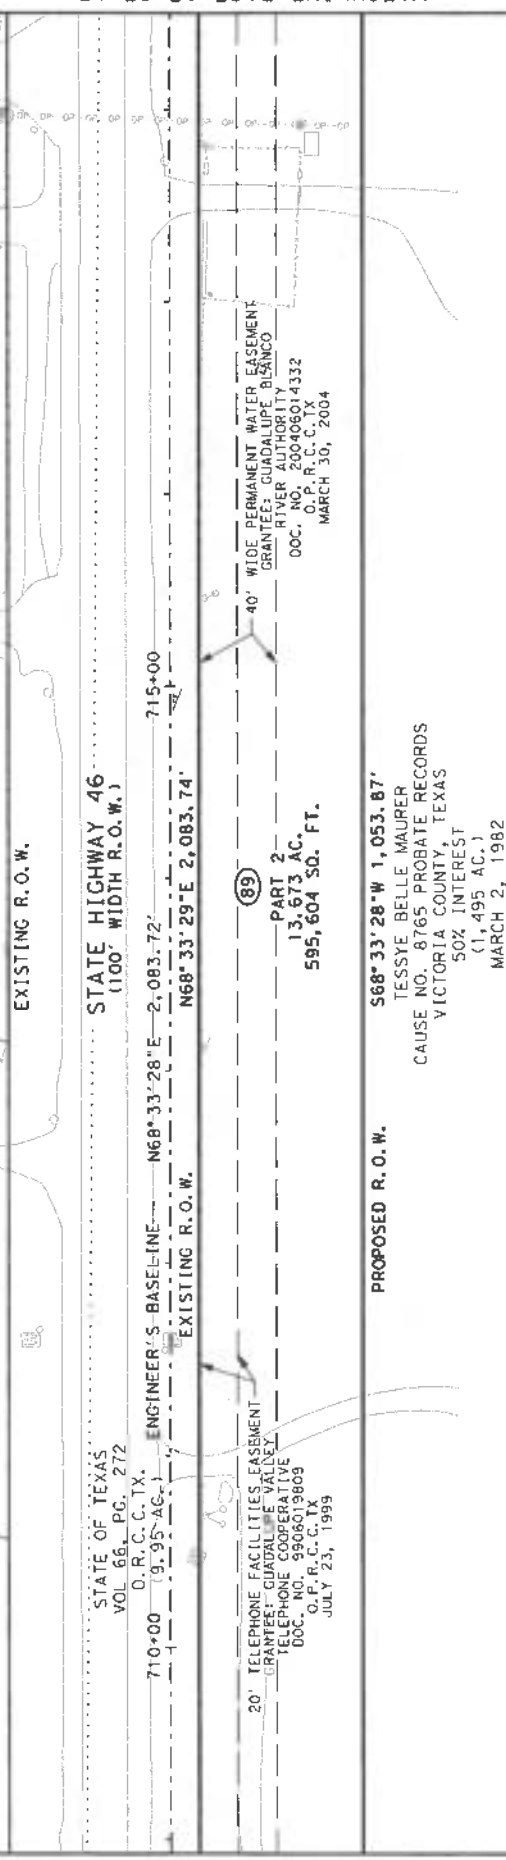 EXISTING R.O.W.
STATE HIGHWAY 46
(100' WIDTH R.O.W.)
STATE OF TEXAS
VOL 66, PG. 272
D.R.C.C.TX.
(9.95 AC.)
710+00
ENGINEER'S BASELINE
N68°33'28"E 2,083.72'
715+00
EXISTING R.O.W.
N68°33'29"E 2,083.74'
20' TELEPHONE FACILITIES EASEMENT
GRANTEE: GUADALUPE VALLEY
TELEPHONE COOPERATIVE
DOC. NO. 9906019809
O.P.R.C.C.TX
JULY 23, 1999
89
PART 2
13.673 AC.
595,604 SQ. FT.
40' WIDE PERMANENT WATER EASEMENT
GRANTEE: GUADALUPE BLANCO
RIVER AUTHORITY
DOC. NO. 200406014332
O.P.R.C.C.TX
MARCH 30, 2004
PROPOSED R.O.W.
S68°33'28"W 1,053.87'
TESSYE BELLE MAURER
CAUSE NO. 8765 PROBATE RECORDS
VICTORIA COUNTY, TEXAS
50% INTEREST
(1,495 AC.)
MARCH 2, 1982